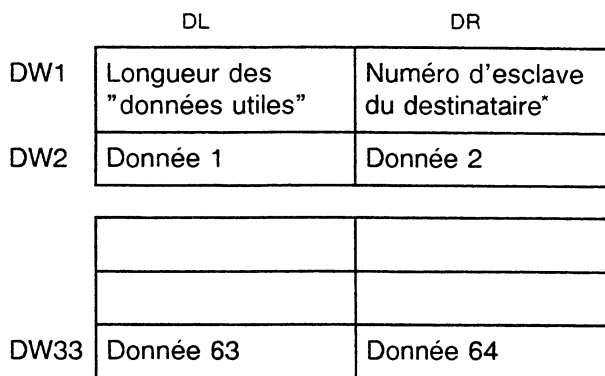 DL DR
DW1 Longueur des Numéro d'esclave
"données utiles" du destinataire*
DW2 Donnée 1 Donnée 2
DW33 Donnée 63 Donnée 64